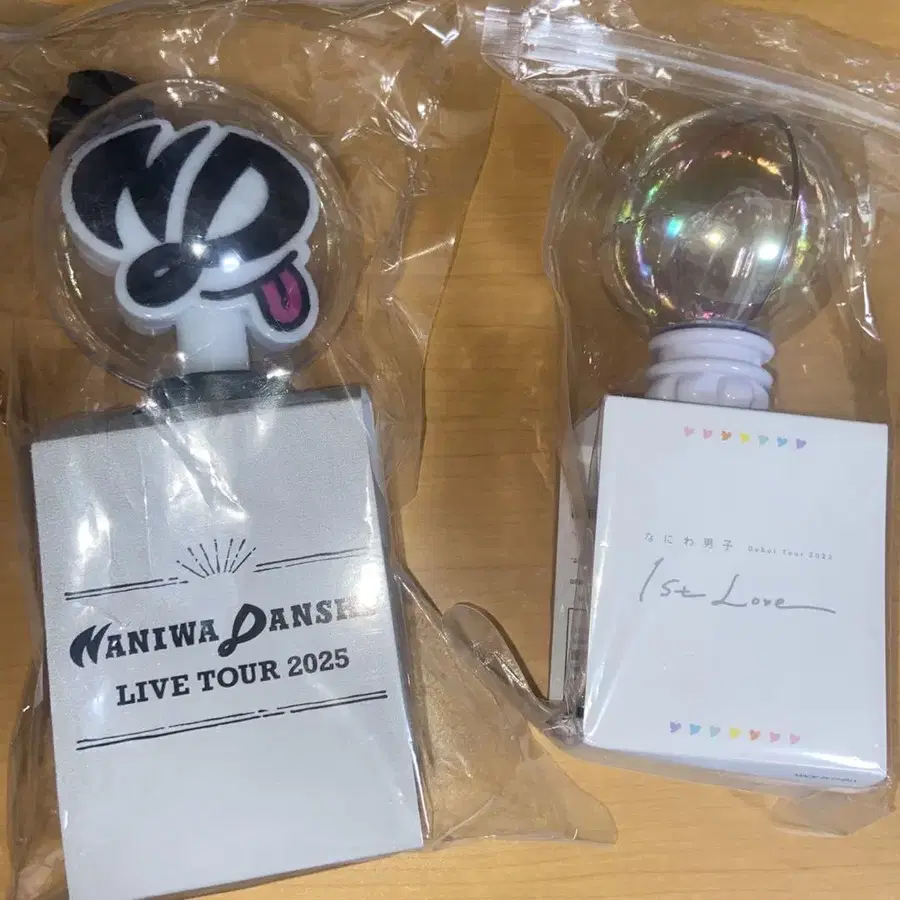 NANIWA DANSHI
LIVE TOUR 2025
なにわ男子 Debut Tour 2022
1st Love